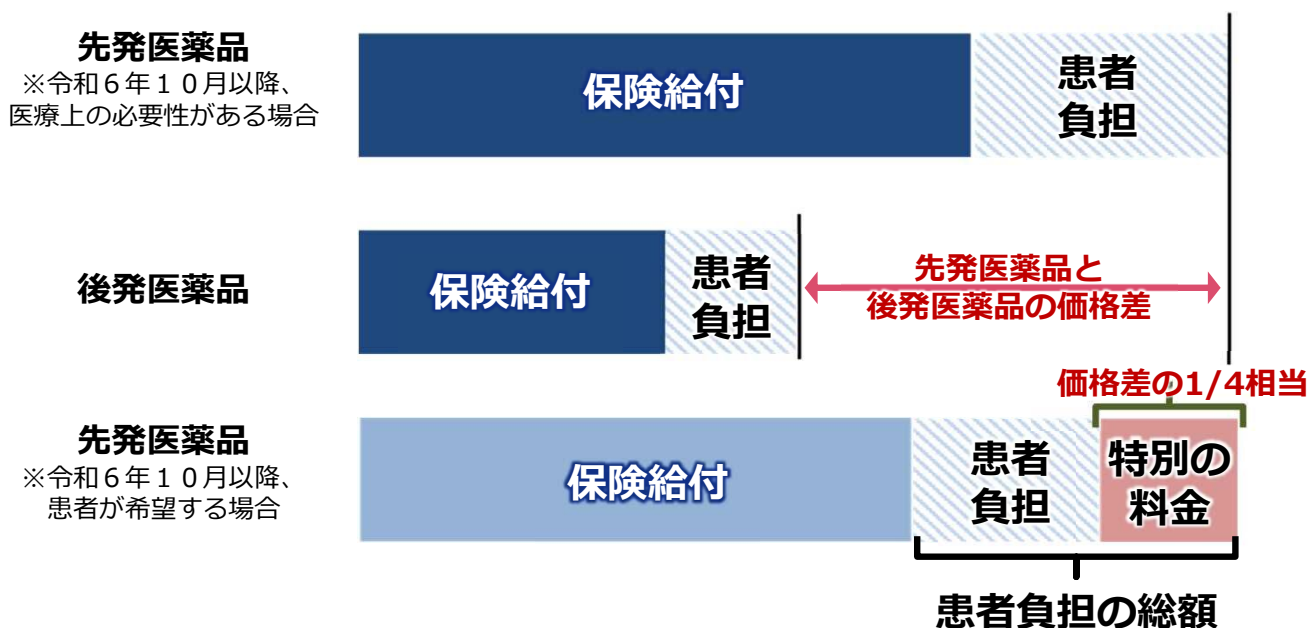 先発医薬品
※令和６年１０月以降、
医療上の必要性がある場合
保険給付
患者
負担
後発医薬品
保険給付
患者
負担
先発医薬品と
後発医薬品の価格差
価格差の1/4相当
先発医薬品
※令和６年１０月以降、
患者が希望する場合
保険給付
患者
負担
特別の
料金
患者負担の総額